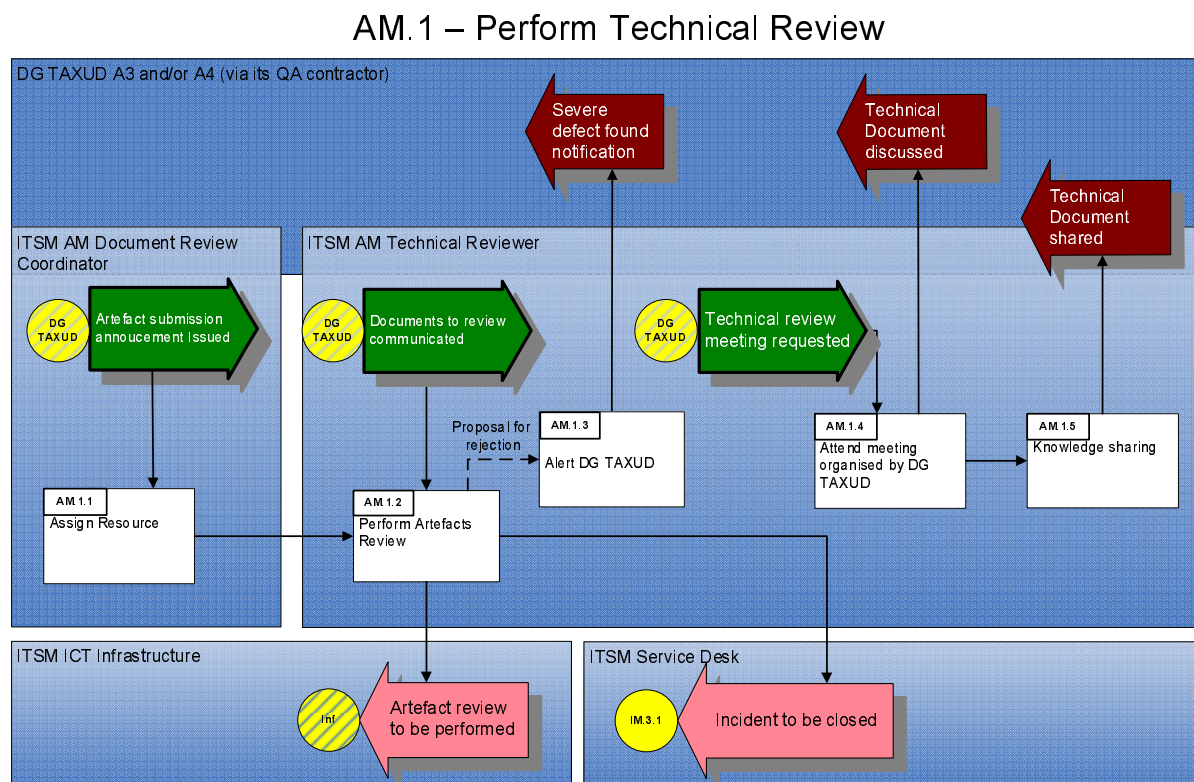 AM.1 – Perform Technical Review
DG TAXUD A3 and/or A4 (via its QA contractor)
Severe
defect found
notification
Technical
Document
discussed
Technical
Document
shared
ITSM AM Document Review
Coordinator
ITSM AM Technical Reviewer
DG
TAXUD
Artefact submission
annoucement Issued
DG
TAXUD
Documents to review
communicated
DG
TAXUD
Technical review
meeting requested
Proposal for
rejection
AM.1.3
Alert DG TAXUD
AM.1.4
Attend meeting
organised by DG
TAXUD
AM.1.5
Knowledge sharing
AM.1.1
Assign Resource
AM.1.2
Perform Artefacts
Review
ITSM ICT Infrastructure
Inf
Artefact review
to be performed
ITSM Service Desk
IM.3.1
Incident to be closed